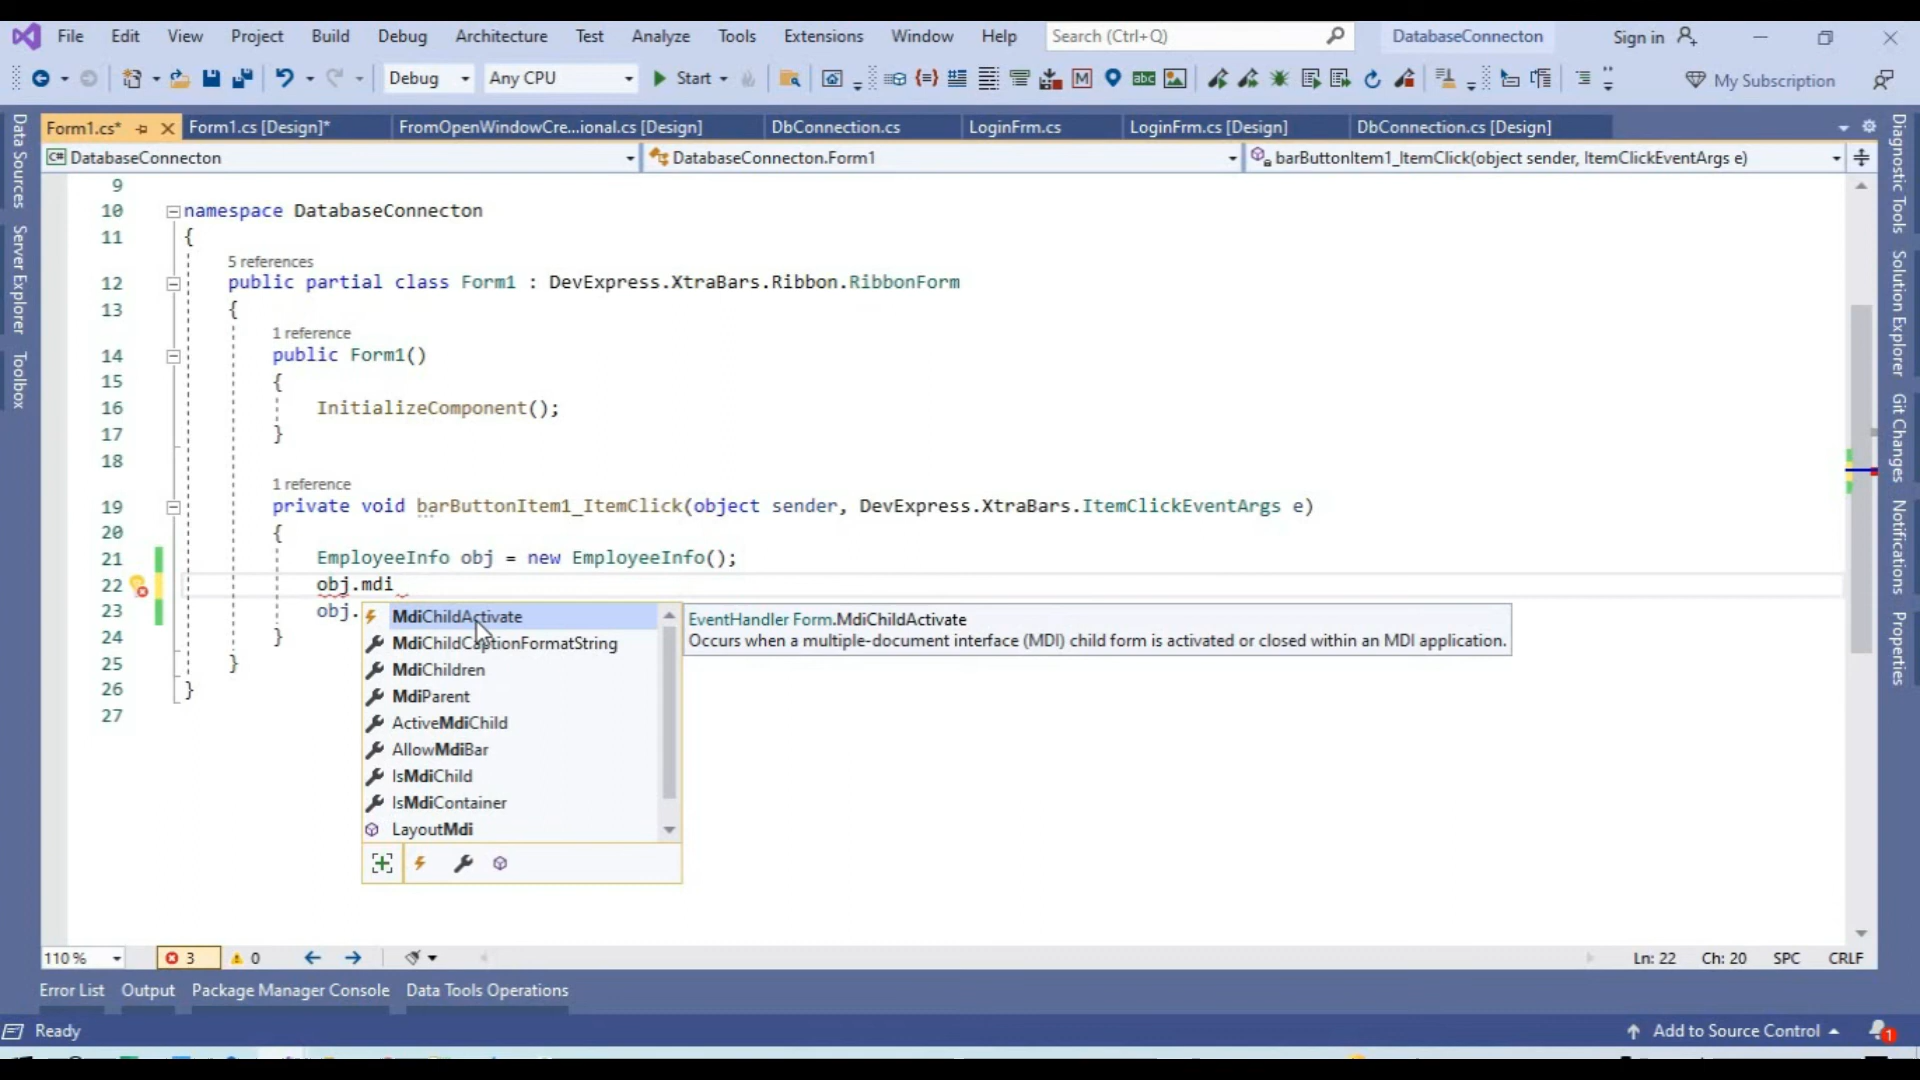 File Edit View Project Build Debug Architecture Test Analyze Tools Extensions Window Help Search (Ctrl+Q) DatabaseConnecton Sign in
Debug Any CPU Start My Subscription
Form1.cs* Form1.cs [Design]* FromOpenWindowCre...ional.cs [Design] DbConnection.cs LoginFrm.cs LoginFrm.cs [Design] DbConnection.cs [Design]
DatabaseConnecton DatabaseConnecton.Form1 barButtonItem1_ItemClick(object sender, ItemClickEventArgs e)
Data Sources
Server Explorer
Toolbox
9
10 namespace DatabaseConnecton
11 {
5 references
12 public partial class Form1 : DevExpress.XtraBars.Ribbon.RibbonForm
13 {
1 reference
14 public Form1()
15 {
16 InitializeComponent();
17 }
18
1 reference
19 private void barButtonItem1_ItemClick(object sender, DevExpress.XtraBars.ItemClickEventArgs e)
20 {
21 EmployeeInfo obj = new EmployeeInfo();
22 obj.mdi
23 obj.
24 }
25 }
26 }
27
MdiChildActivate
MdiChildCaptionFormatString
MdiChildren
MdiParent
ActiveMdiChild
AllowMdiBar
IsMdiChild
IsMdiContainer
LayoutMdi
EventHandler Form.MdiChildActivate
Occurs when a multiple-document interface (MDI) child form is activated or closed within an MDI application.
Diagnostic Tools
Solution Explorer
Git Changes
Notifications
Properties
110 % 3 0 Ln: 22 Ch: 20 SPC CRLF
Error List Output Package Manager Console Data Tools Operations
Ready Add to Source Control 1